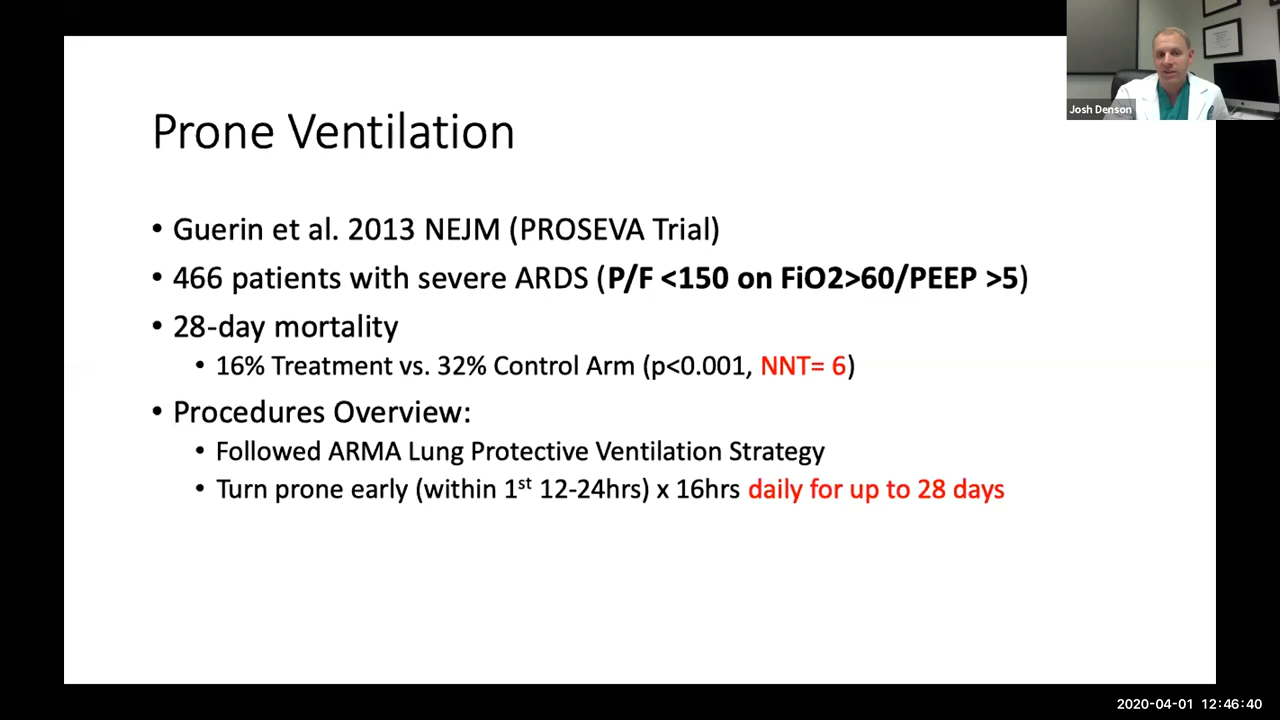 Josh Denson
Prone Ventilation
• Guerin et al. 2013 NEJM (PROSEVA Trial)
• 466 patients with severe ARDS (P/F <150 on FiO2>60/PEEP >5)
• 28-day mortality
• 16% Treatment vs. 32% Control Arm (p<0.001, NNT= 6)
• Procedures Overview:
• Followed ARMA Lung Protective Ventilation Strategy
• Turn prone early (within 1st 12-24hrs) x 16hrs daily for up to 28 days
2020-04-01 12:46:40